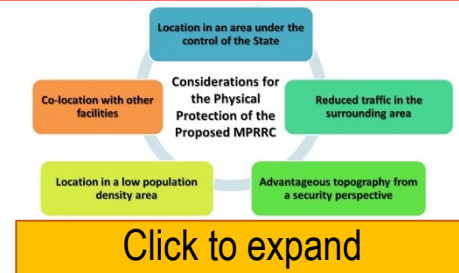 Location in an area under the
control of the State
Considerations for
the Physical
Protection of the
Proposed MPRRC
Co-location with other
facilities
Reduced traffic in the
surrounding area
Location in a low population
density area
Advantageous topography from
a security perspective
Click to expand